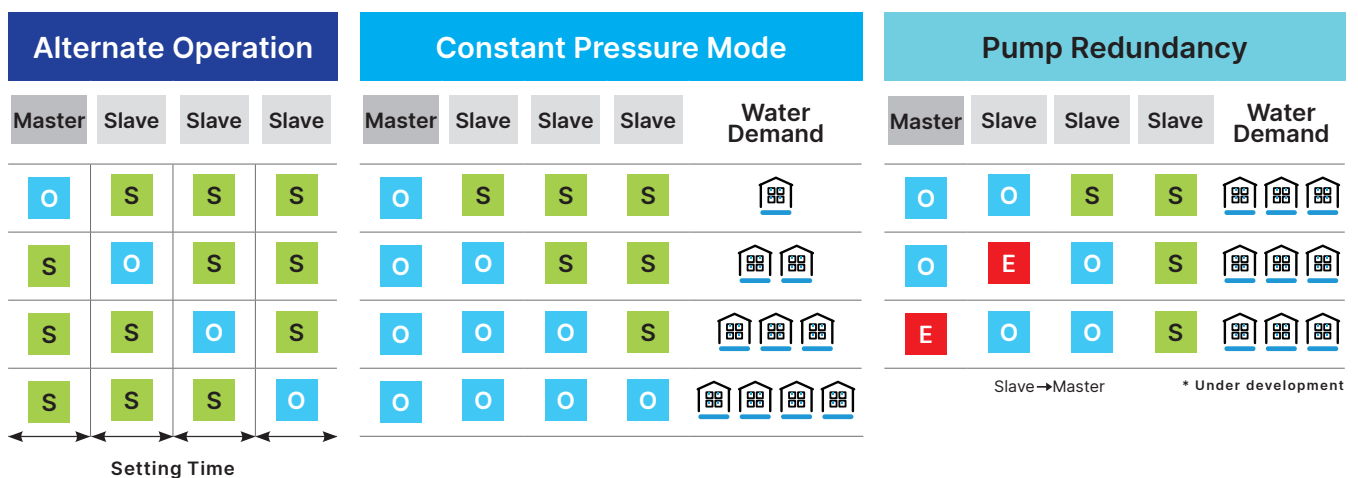 Alternate Operation
Master Slave Slave Slave
O S S S
S O S S
S S O S
S S S O
Setting Time
Constant Pressure Mode
Master Slave Slave Slave Water Demand
O S S S
O O S S
O O O S
O O O O
Pump Redundancy
Master Slave Slave Slave Water Demand
O O S S
O E O S
E O O S
Slave→Master
* Under development